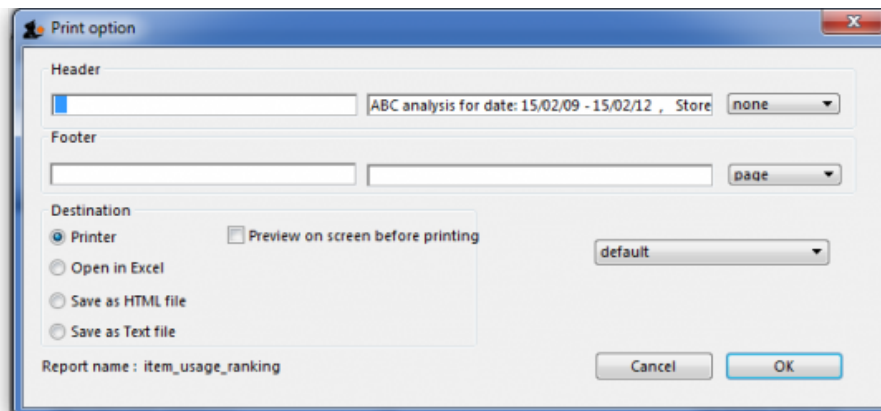 Print option
Header
ABC analysis for date: 15/02/09 - 15/02/12 , Store
none
Footer
page
Destination
Printer
Preview on screen before printing
default
Open in Excel
Save as HTML file
Save as Text file
Report name : item_usage_ranking
Cancel
OK